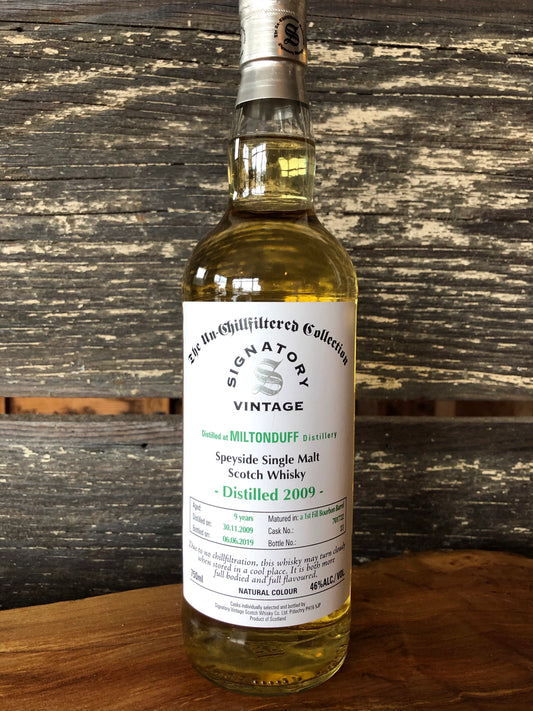 The Un-Chillfiltered Collection
SIGNATORY
S
VINTAGE
Distilled at MILTONDUFF Distillery
Speyside Single Malt
Scotch Whisky
- Distilled 2009 -
Aged: 9 years Matured in: a 1st Fill Bourbon Barrel
Distilled on: 30.11.2009 Cask No.:
on: 06.06.2019 Bottle No.:
Due to no chillfiltration, this whisky may turn cloudy
when stored in a cool place. It is both more
full bodied and full flavoured.
750ml NATURAL COLOUR 46%ALC/VOL
Casks individually selected and bottled by
Signatory Vintage Scotch Whisky Co. Ltd. Pitlochry PH16 5JP
Product of Scotland